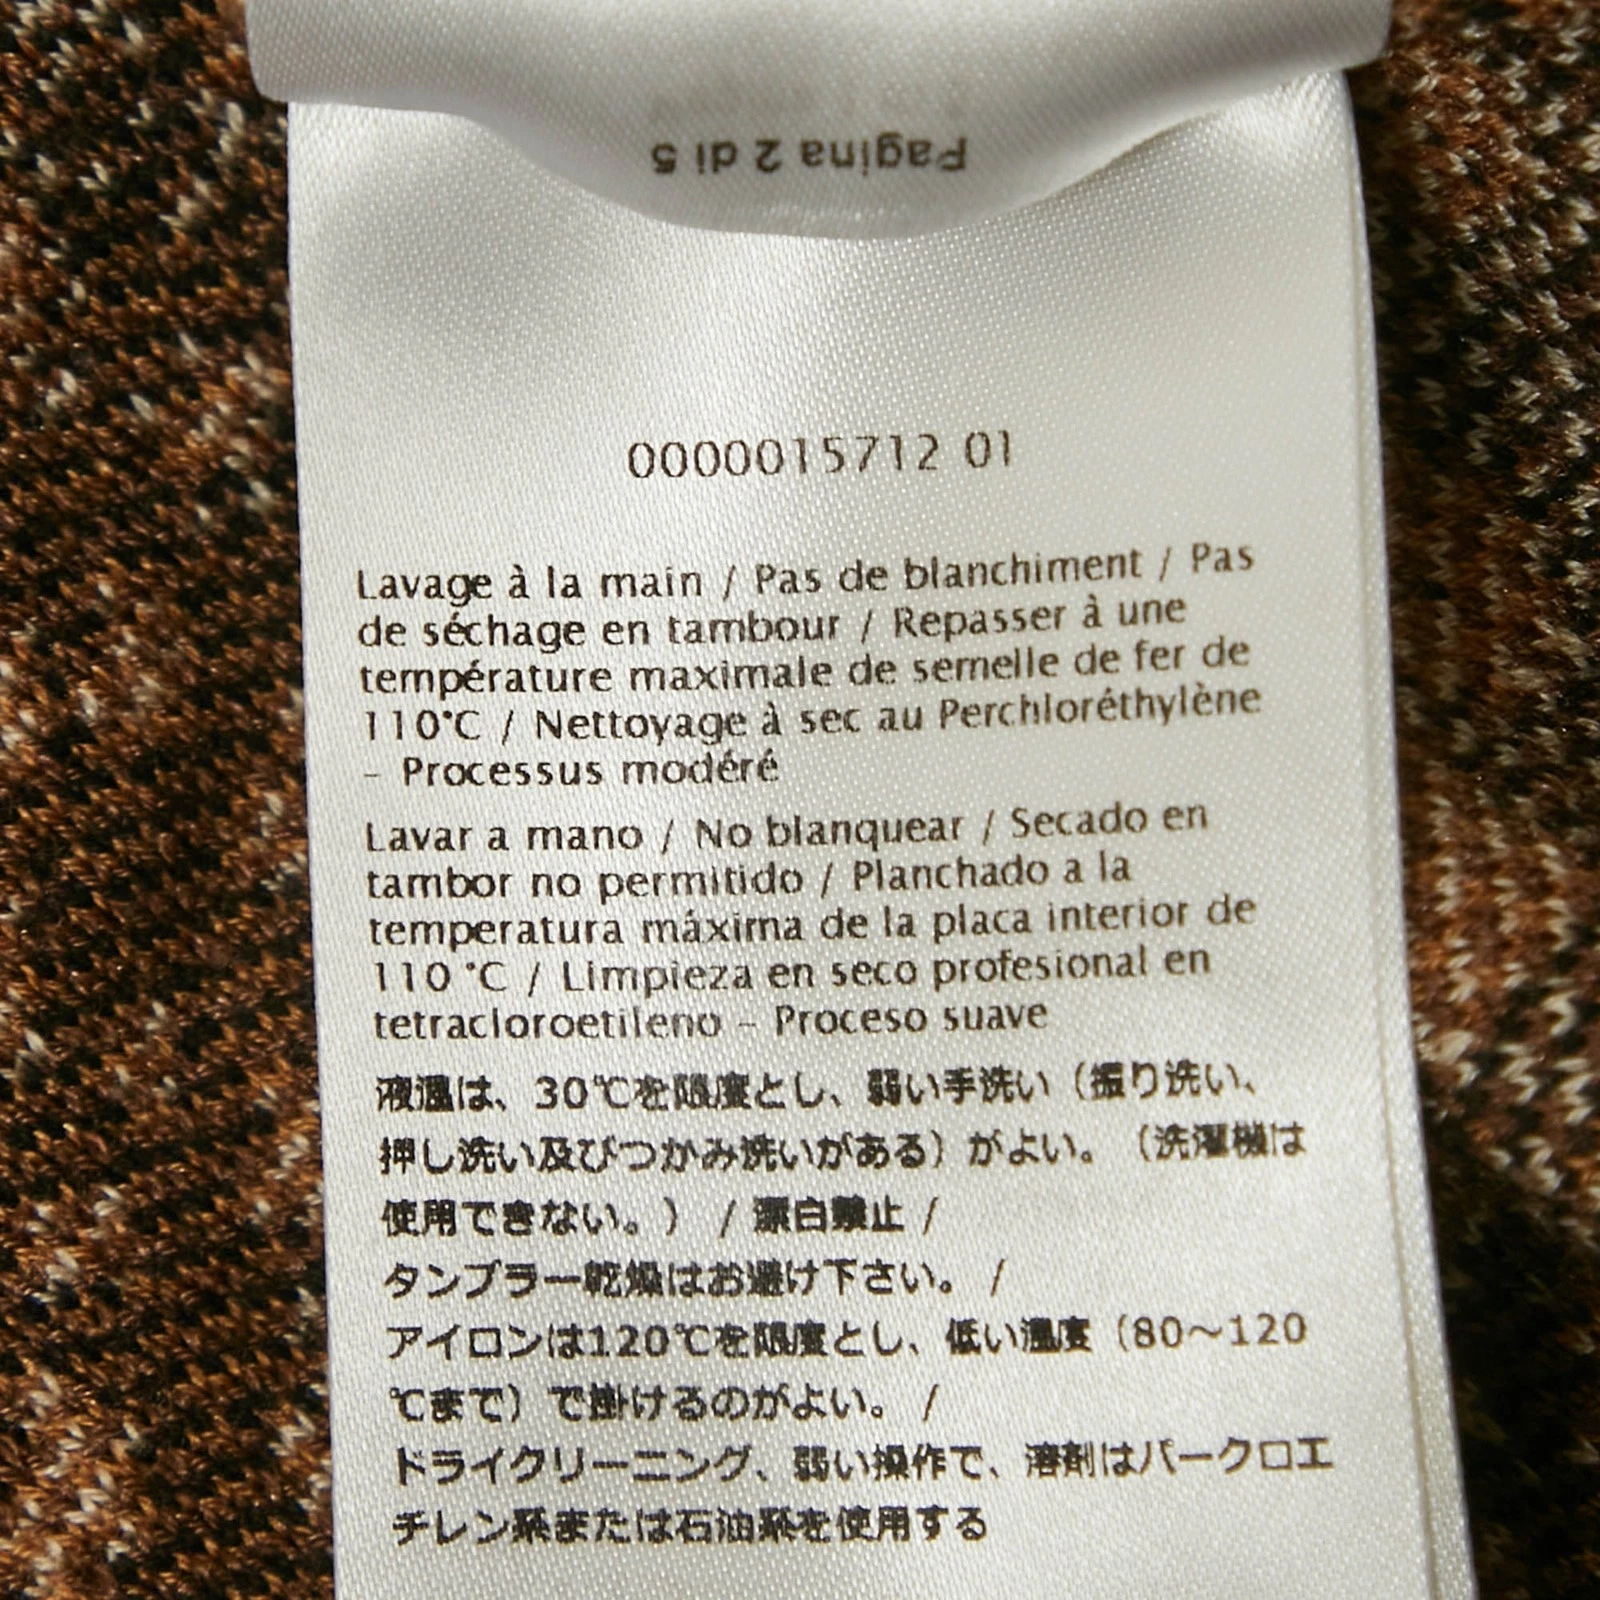 Pagina 2 di 5
0000015712 01
Lavage à la main / Pas de blanchiment / Pas
de séchage en tambour / Repasser à une
température maximale de semelle de fer de
110°C / Nettoyage à sec au Perchloréthylène
– Processus modéré
Lavar a mano / No blanquear / Secado en
tambor no permitido / Planchado a la
temperatura máxima de la placa interior de
110 °C / Limpieza en seco profesional en
tetracloroetileno – Proceso suave
液温は、30℃を限度とし、弱い手洗い（振り洗い、
押し洗い及びつかみ洗いがある）がよい。（洗濯機は
使用できない。） / 漂白禁止 /
タンブラー乾燥はお避け下さい。 /
アイロンは120℃を限度とし、低い温度（80～120
℃まで）で掛けるのがよい。 /
ドライクリーニング、弱い操作で、溶剤はパークロエ
チレン系または石油系を使用する